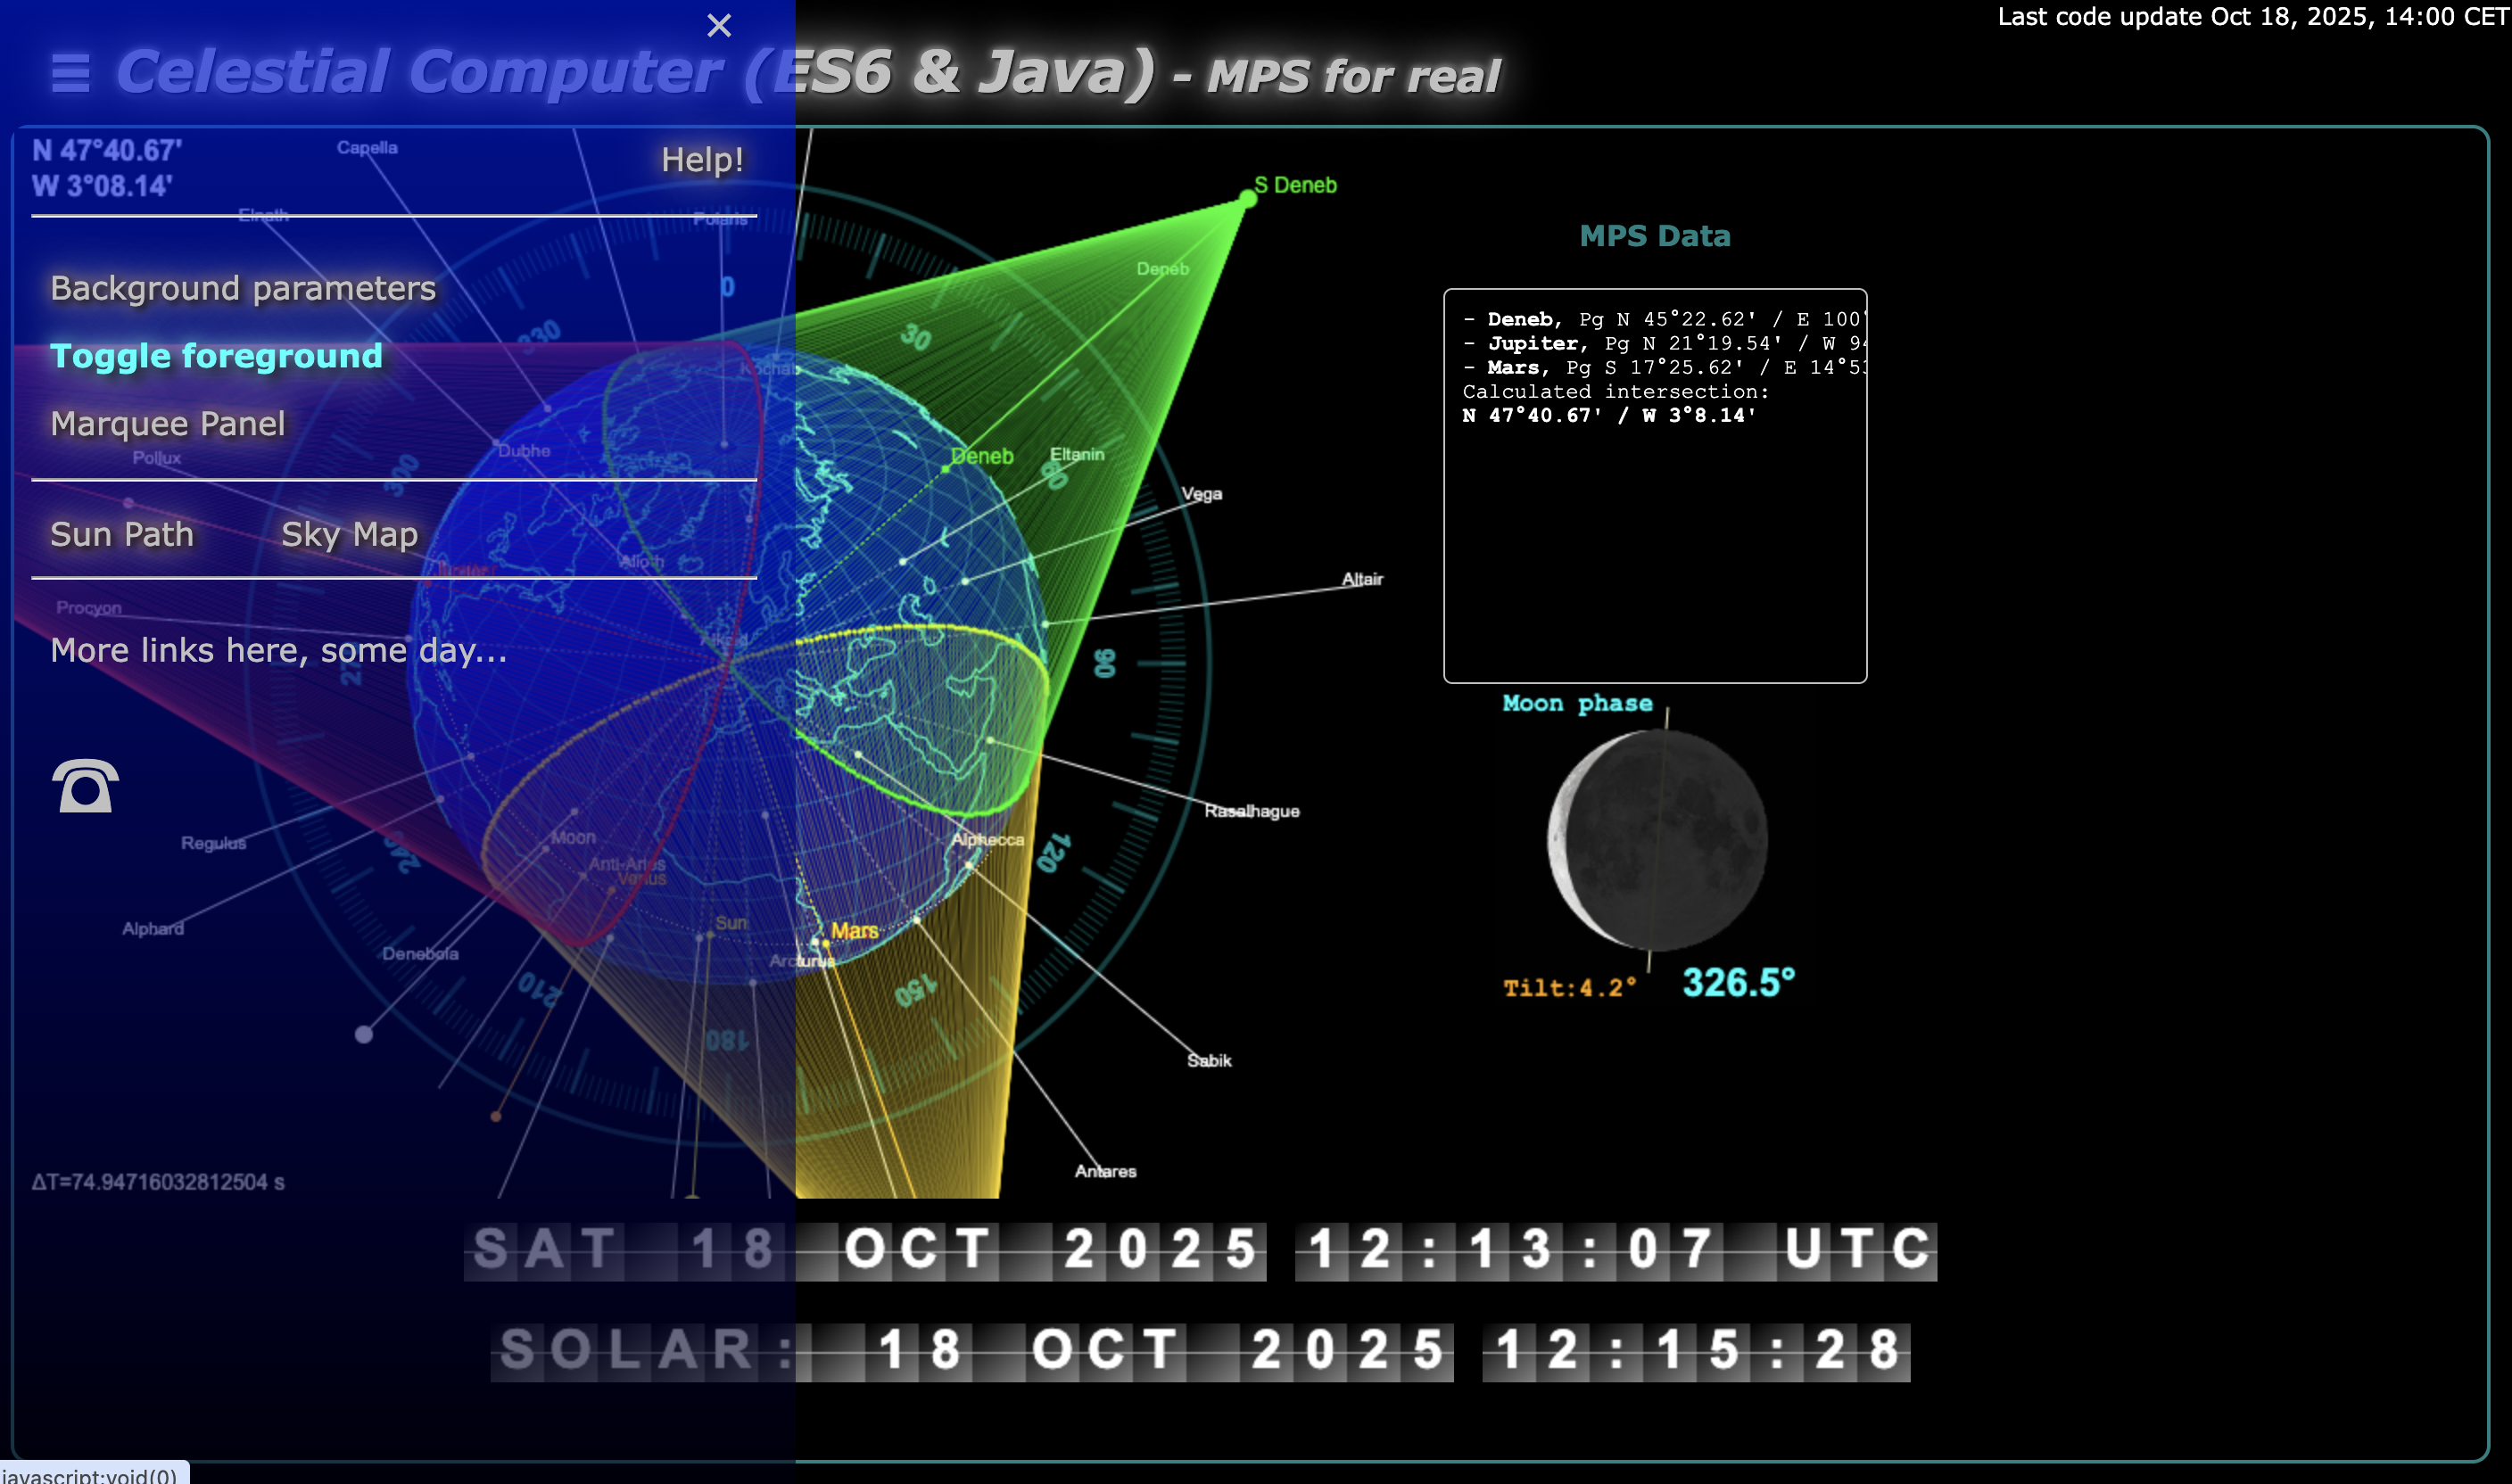 Last code update Oct 18, 2025, 14:00 CET
×
≡ Celestial Computer (ES6 & Java) - MPS for real
N 47°40.67'
W 3°08.14'
Help!
Background parameters
Toggle foreground
Marquee Panel
Sun Path Sky Map
More links here, some day...
Capella
Elnath
Polaris
S Deneb
Deneb
0
30
330
Kochab
Dubhe
Pollux
300
Deneb
Eltanin
60
Vega
Alioth
Jupiter
Altair
Procyon
Alkaid
90
Rasalhague
Regulus
Moon
Anti-Aries
Venus
Alphecca
120
240
Alphard
Denebola
Sun
Mars
Arcturus
210
150
180
Sabik
Antares
ΔT=74.94716032812504 s
MPS Data
- Deneb, Pg N 45°22.62' / E 100°
- Jupiter, Pg N 21°19.54' / W 94
- Mars, Pg S 17°25.62' / E 14°53
Calculated intersection:
N 47°40.67' / W 3°8.14'
Moon phase
Tilt:4.2° 326.5°
SAT 18 OCT 2025 12:13:07 UTC
SOLAR: 18 OCT 2025 12:15:28
javascript:void(0)